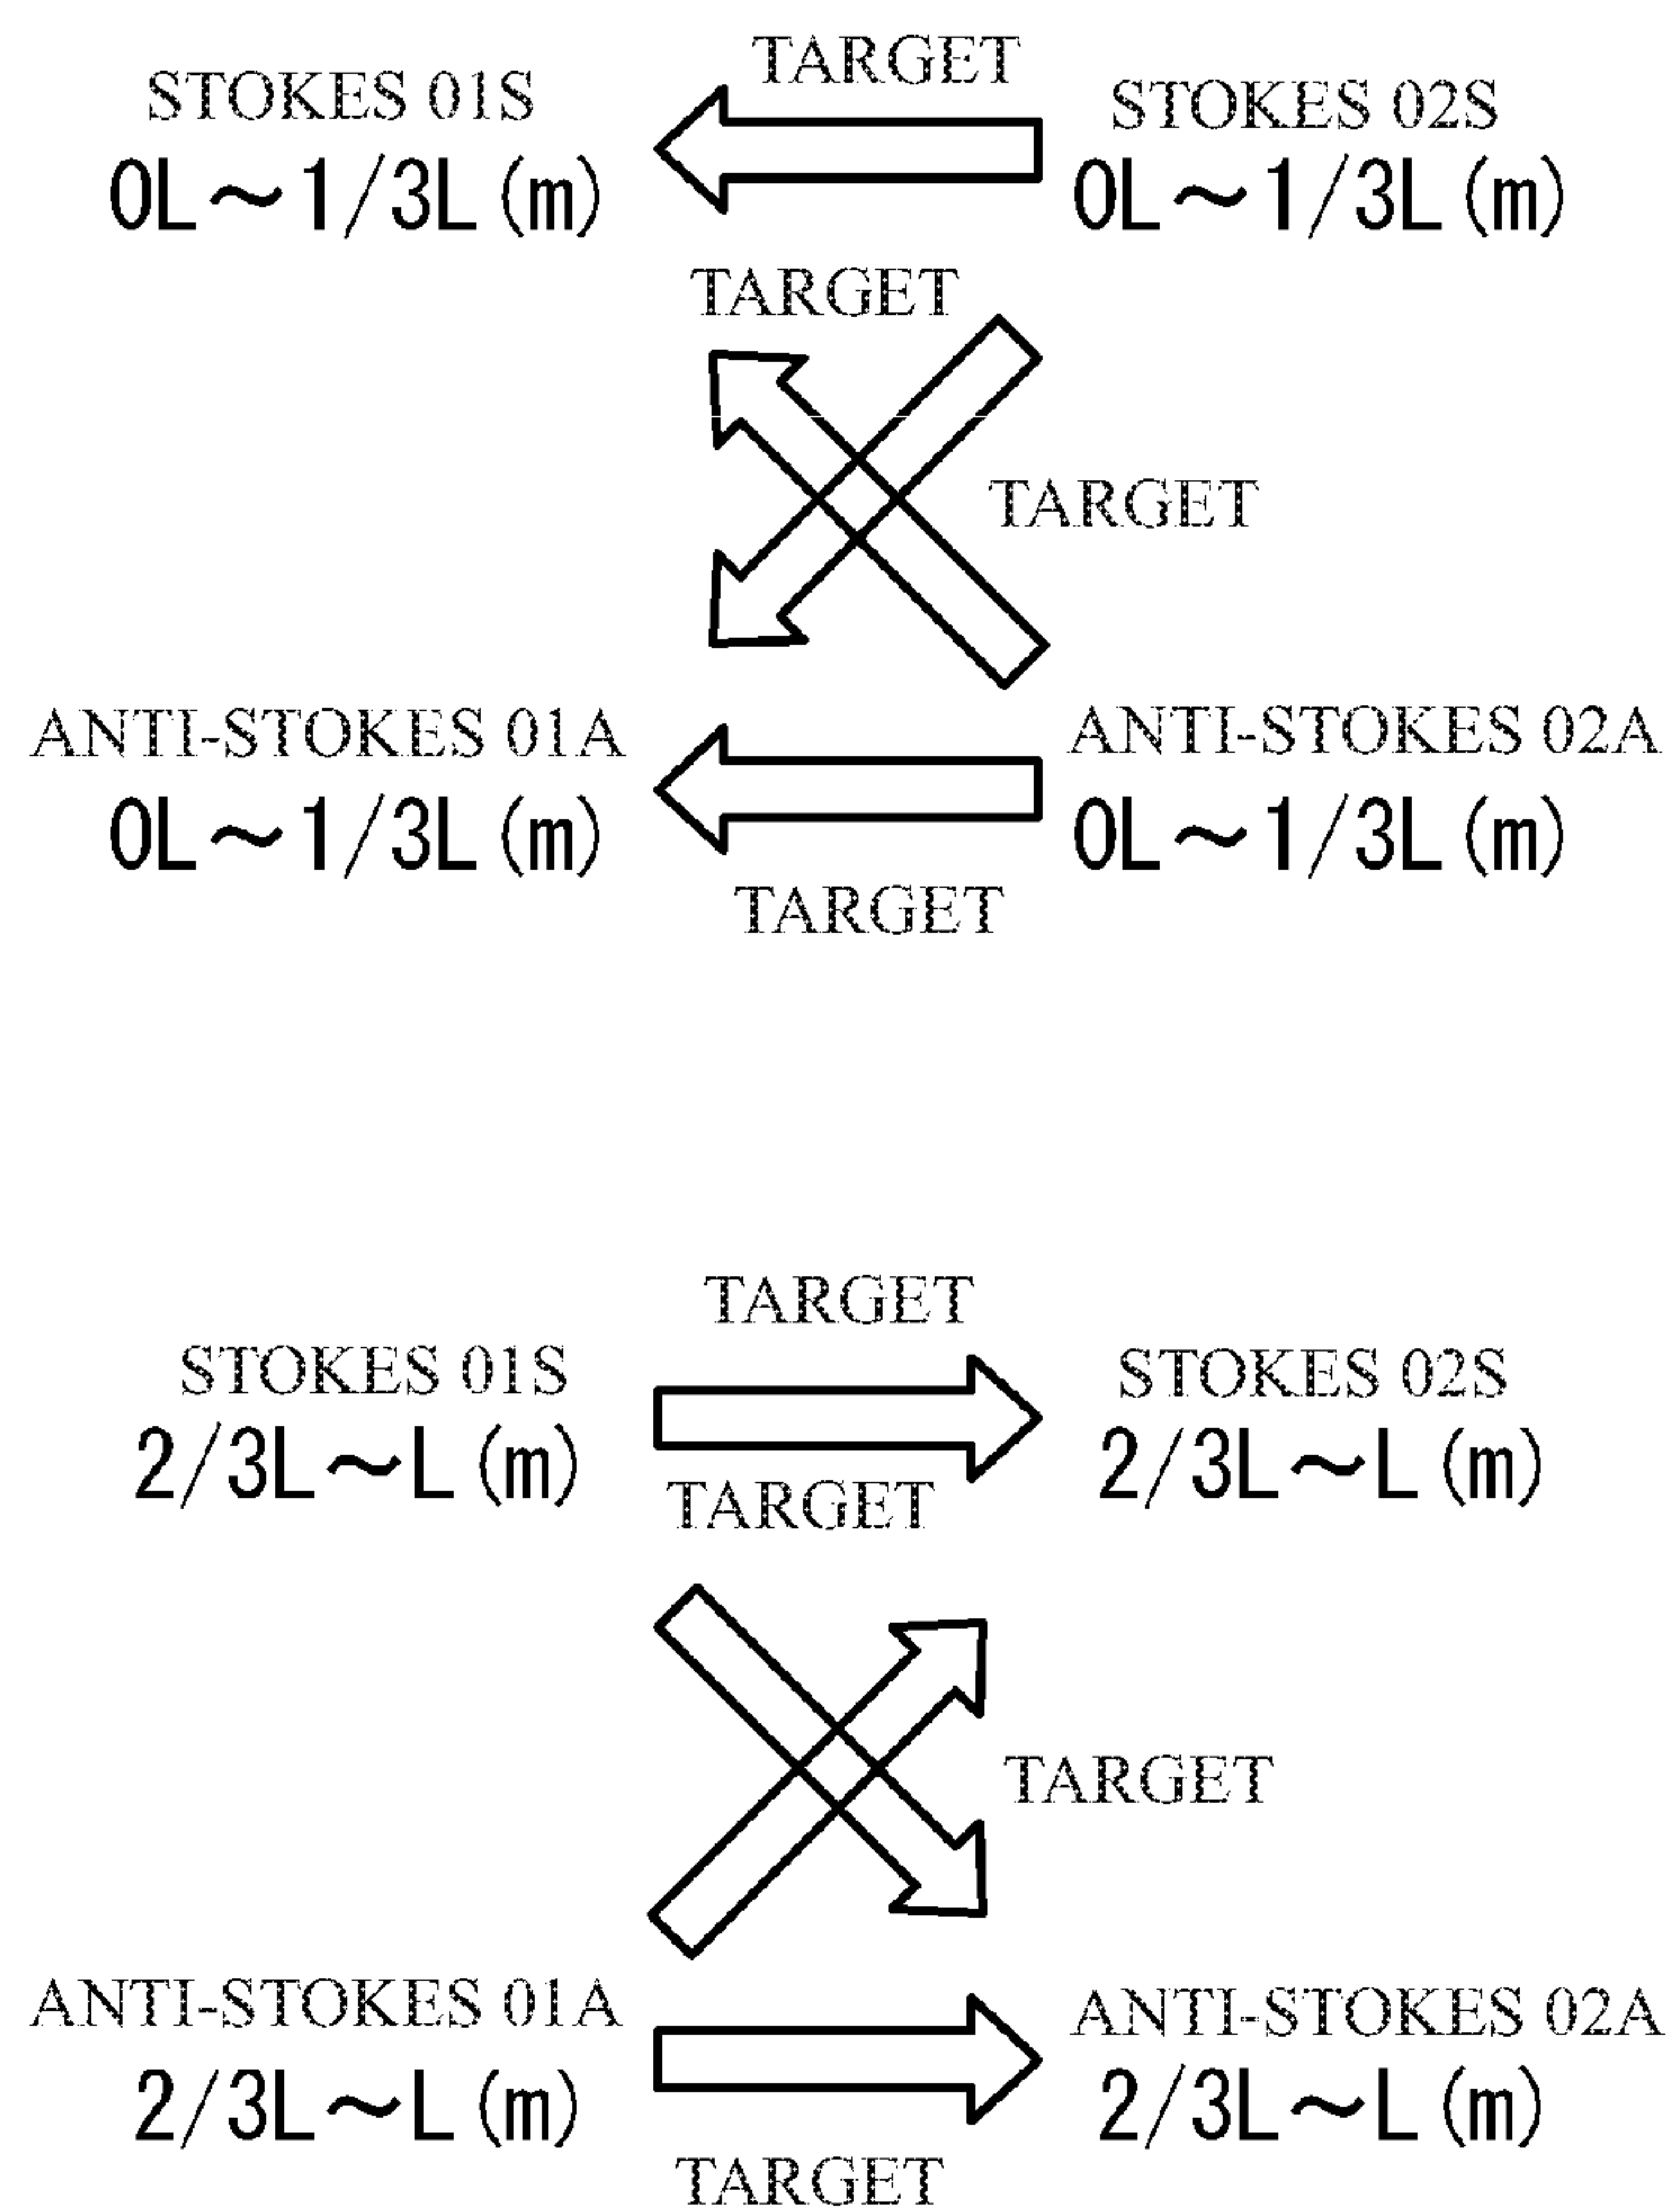 TARGET
STOKES 01S
STOKES 02S
0L～1/3L(m)
0L～1/3L(m)
TARGET
TARGET
ANTI-STOKES 01A
ANTI-STOKES 02A
0L～1/3L(m)
0L～1/3L(m)
TARGET
TARGET
STOKES 01S
STOKES 02S
2/3L～L(m)
2/3L～L(m)
TARGET
TARGET
ANTI-STOKES 01A
ANTI-STOKES 02A
2/3L～L(m)
2/3L～L(m)
TARGET